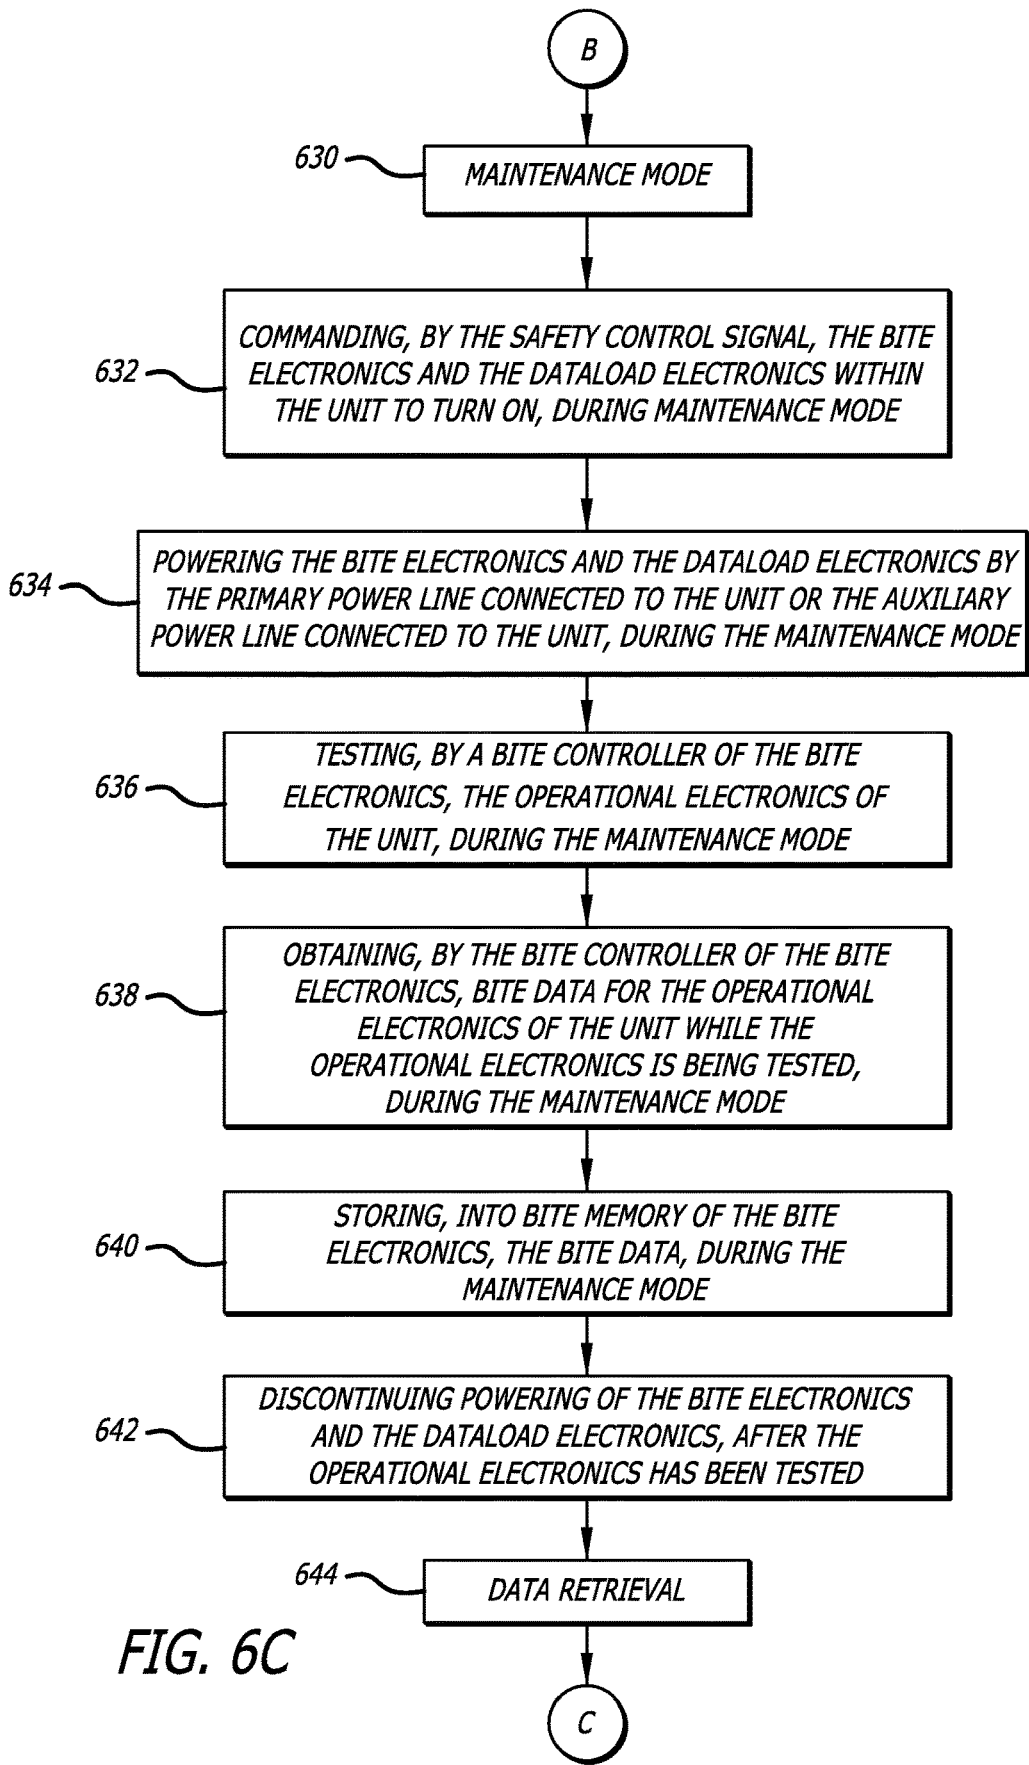 B
630
MAINTENANCE MODE
632
COMMANDING, BY THE SAFETY CONTROL SIGNAL, THE BITE
ELECTRONICS AND THE DATALOAD ELECTRONICS WITHIN
THE UNIT TO TURN ON, DURING MAINTENANCE MODE
634
POWERING THE BITE ELECTRONICS AND THE DATALOAD ELECTRONICS BY
THE PRIMARY POWER LINE CONNECTED TO THE UNIT OR THE AUXILIARY
POWER LINE CONNECTED TO THE UNIT, DURING THE MAINTENANCE MODE
636
TESTING, BY A BITE CONTROLLER OF THE BITE
ELECTRONICS, THE OPERATIONAL ELECTRONICS OF
THE UNIT, DURING THE MAINTENANCE MODE
638
OBTAINING, BY THE BITE CONTROLLER OF THE BITE
ELECTRONICS, BITE DATA FOR THE OPERATIONAL
ELECTRONICS OF THE UNIT WHILE THE
OPERATIONAL ELECTRONICS IS BEING TESTED,
DURING THE MAINTENANCE MODE
640
STORING, INTO BITE MEMORY OF THE BITE
ELECTRONICS, THE BITE DATA, DURING THE
MAINTENANCE MODE
642
DISCONTINUING POWERING OF THE BITE ELECTRONICS
AND THE DATALOAD ELECTRONICS, AFTER THE
OPERATIONAL ELECTRONICS HAS BEEN TESTED
644
DATA RETRIEVAL
FIG. 6C
C